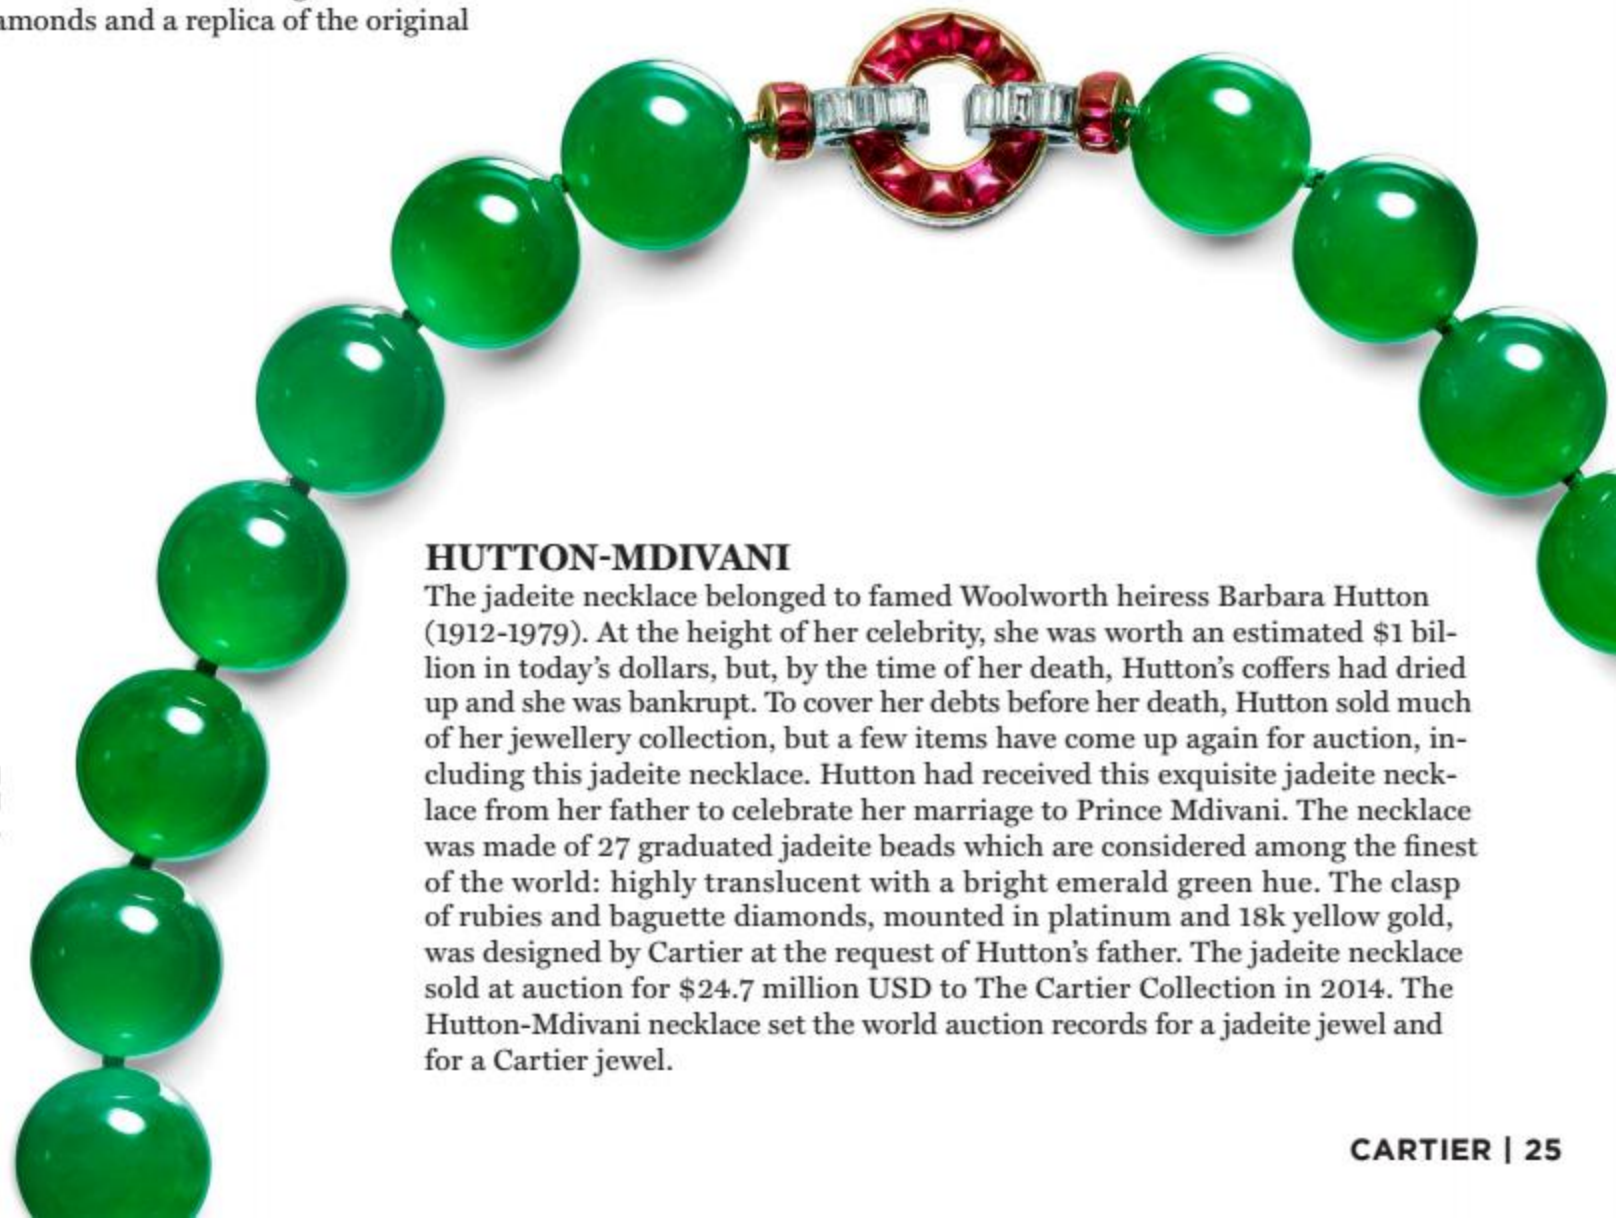 amonds and a replica of the original
HUTTON-MDIVANI
The jadeite necklace belonged to famed Woolworth heiress Barbara Hutton
(1912-1979). At the height of her celebrity, she was worth an estimated $1 bil-
lion in today's dollars, but, by the time of her death, Hutton's coffers had dried
up and she was bankrupt. To cover her debts before her death, Hutton sold much
of her jewellery collection, but a few items have come up again for auction, in-
cluding this jadeite necklace. Hutton had received this exquisite jadeite neck-
lace from her father to celebrate her marriage to Prince Mdivani. The necklace
was made of 27 graduated jadeite beads which are considered among the finest
of the world: highly translucent with a bright emerald green hue. The clasp
of rubies and baguette diamonds, mounted in platinum and 18k yellow gold,
was designed by Cartier at the request of Hutton's father. The jadeite necklace
sold at auction for $24.7 million USD to The Cartier Collection in 2014. The
Hutton-Mdivani necklace set the world auction records for a jadeite jewel and
for a Cartier jewel.
CARTIER | 25